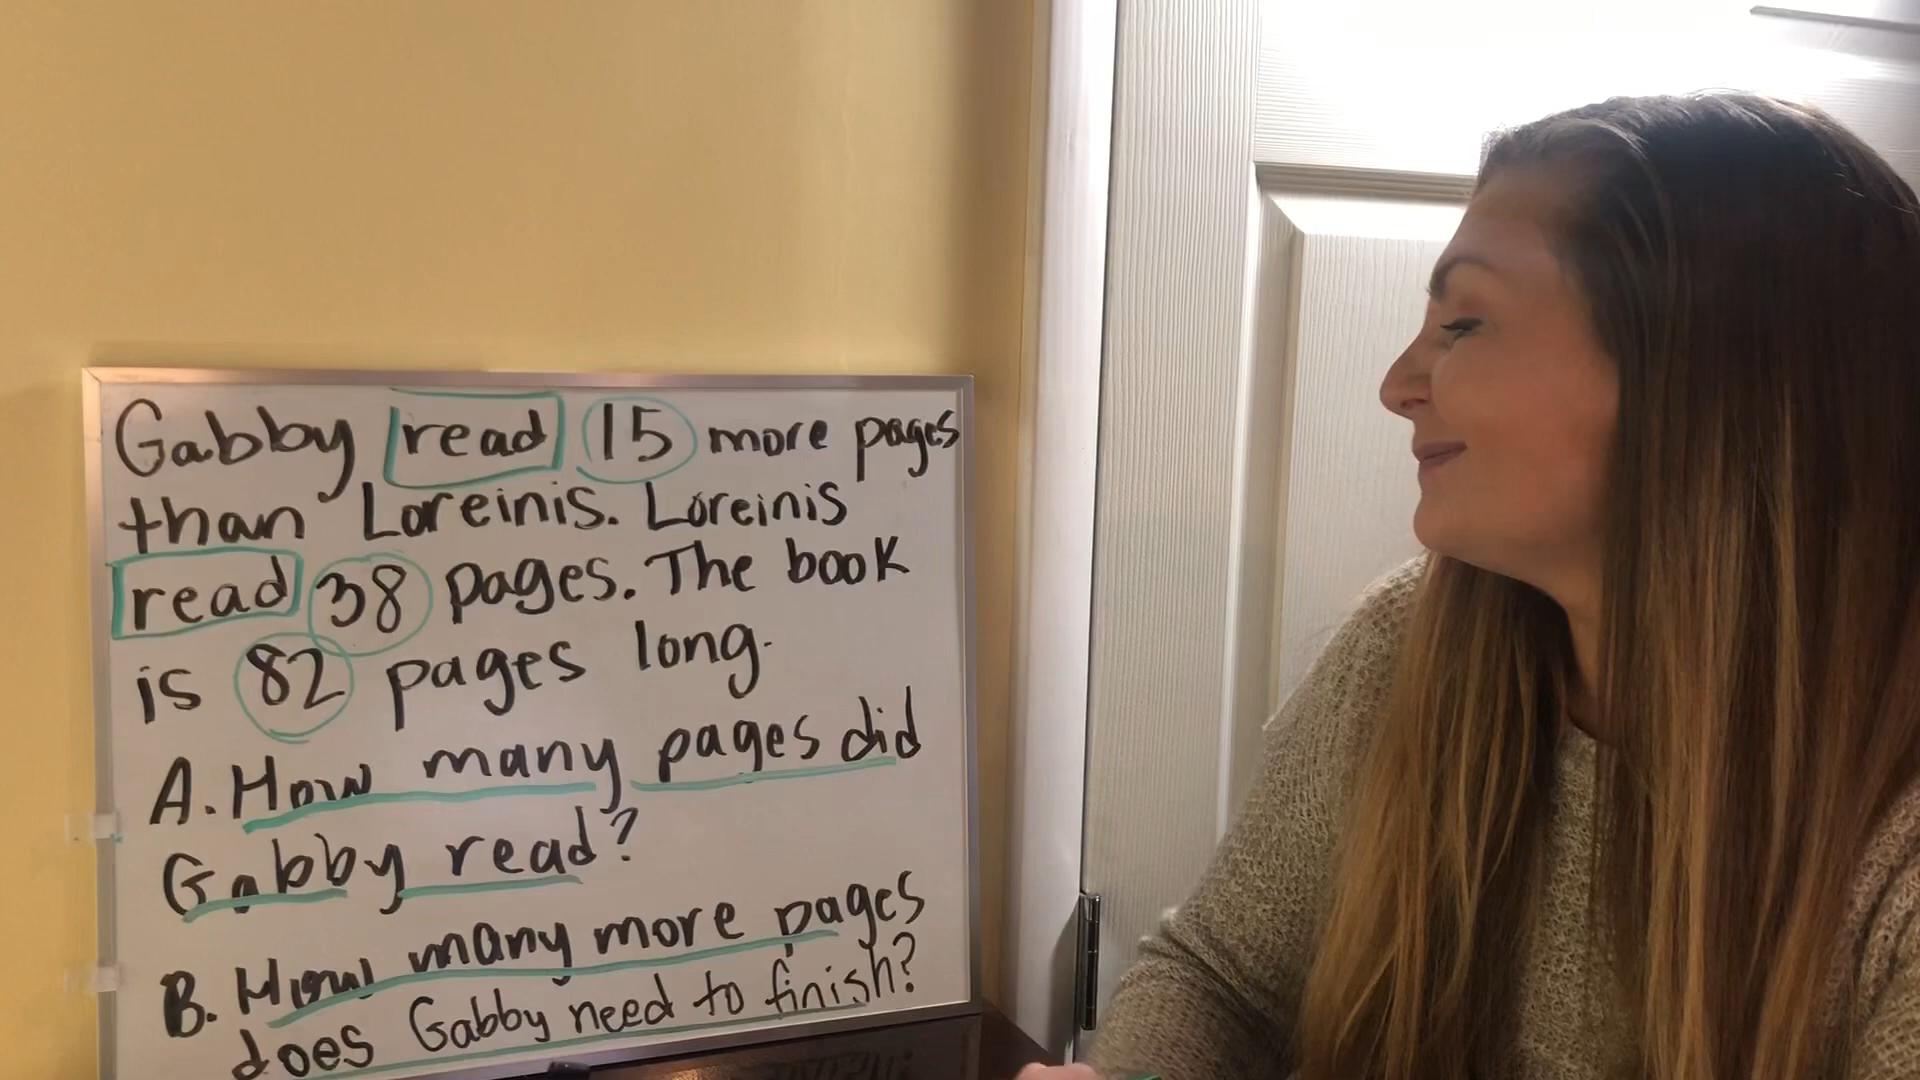 Gabby read 15 more pages
than Loreinis. Loreinis
read 38 pages. The book
is 82 pages long.
A. How many pages did
Gabby read?
B. How many more pages
does Gabby need to finish?